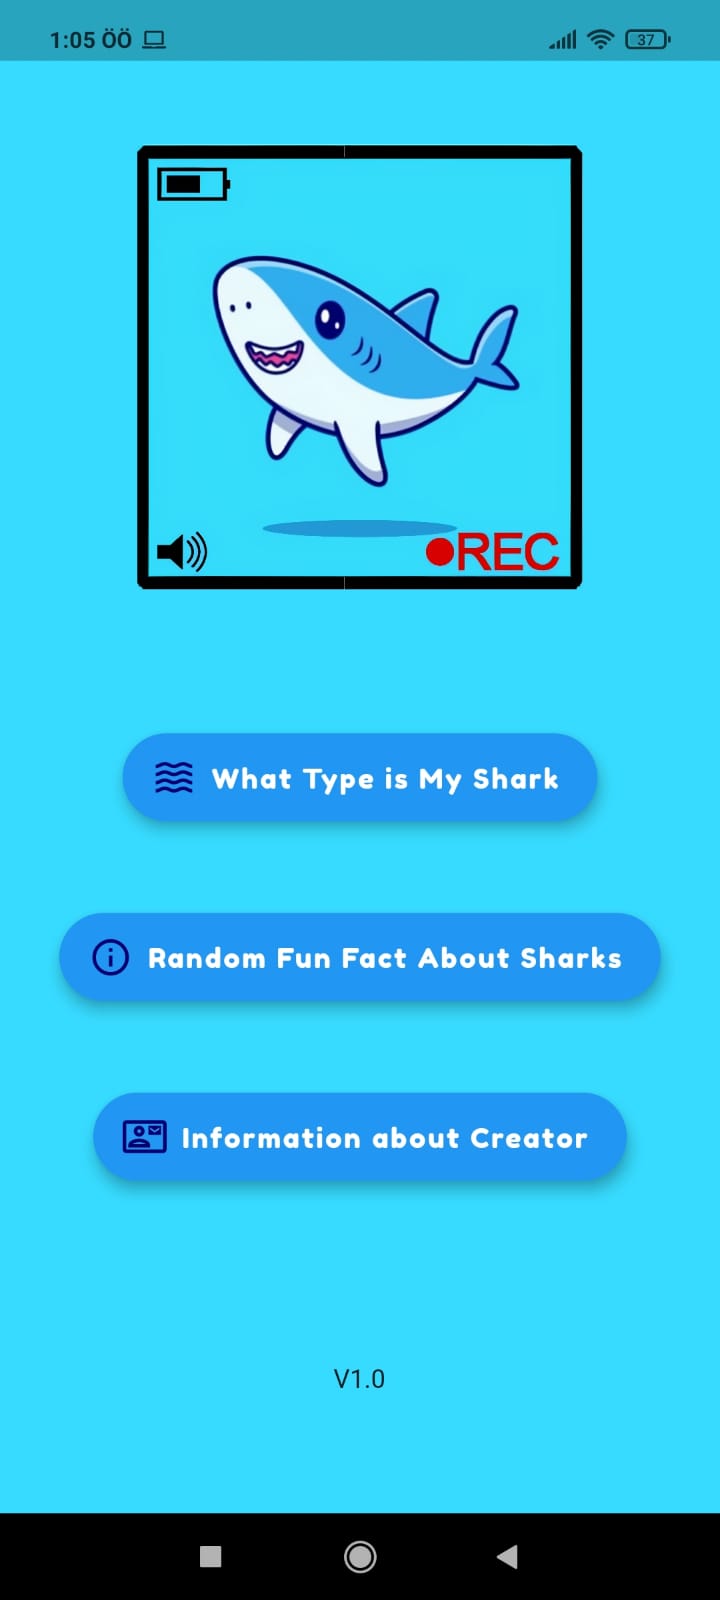 1:05 ÖÖ
37
REC
What Type is My Shark
Random Fun Fact About Sharks
Information about Creator
V1.0